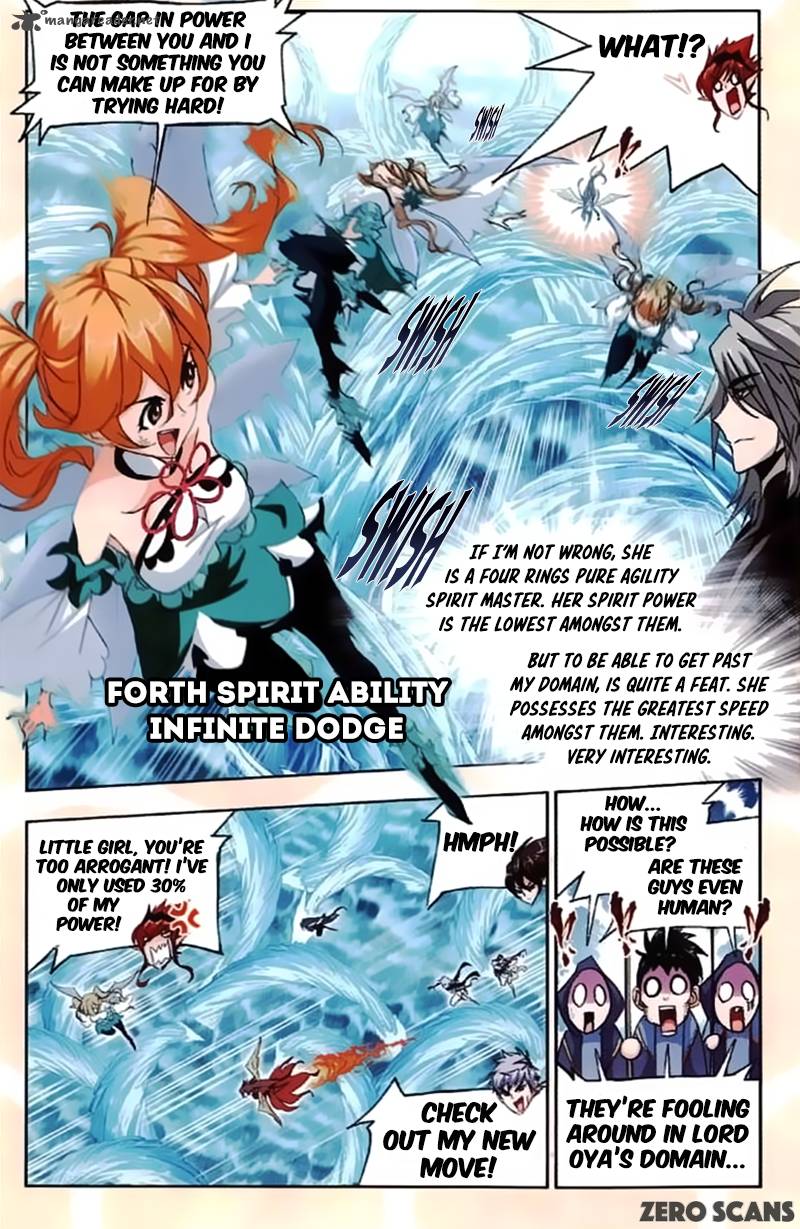 THE GAP IN POWER
BETWEEN YOU AND I
IS NOT SOMETHING YOU
CAN MAKE UP FOR BY
TRYING HARD!
WHAT!?
SWISH
SWISH
SWISH
SWISH
SWISH
IF I'M NOT WRONG, SHE
IS A FOUR RINGS PURE AGILITY
SPIRIT MASTER. HER SPIRIT POWER
IS THE LOWEST AMONGST THEM.
BUT TO BE ABLE TO GET PAST
MY DOMAIN, IS QUITE A FEAT. SHE
POSSESSES THE GREATEST SPEED
AMONGST THEM. INTERESTING.
VERY INTERESTING.
FORTH SPIRIT ABILITY
INFINITE DODGE
LITTLE GIRL, YOU'RE
TOO ARROGANT! I'VE
ONLY USED 30%
OF MY
POWER!
HMPH!
CHECK
OUT MY NEW
MOVE!
HOW...
HOW IS THIS
POSSIBLE?
ARE THESE
GUYS EVEN
HUMAN?
THEY'RE FOOLING
AROUND IN LORD
OYA'S DOMAIN...
ZERO SCANS